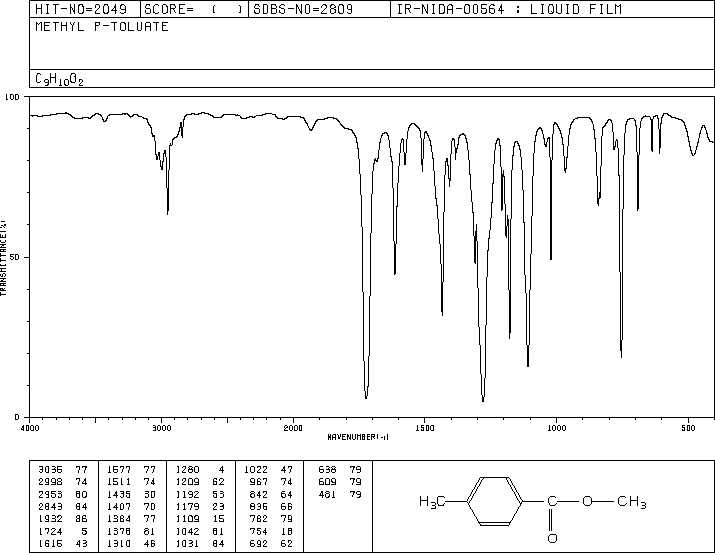 HIT-NO=2049 SCORE= ( ) SDBS-NO=2809 IR-NIDA-00564 : LIQUID FILM
METHYL P-TOLUATE
C9H10O2
100
50
0
TRANSMITTANCE(%)
4000 3000 2000 1500 1000 500
WAVENUMBER(-1)
3036 77 1577 77 1280 4 1022 47 638 79
2998 74 1511 74 1209 62 967 74 609 79
2953 60 1435 30 1192 53 842 64 481 79
2843 84 1407 70 1179 23 836 66
1932 86 1384 77 1109 15 782 79
1724 5 1378 81 1042 81 754 18
1615 43 1310 46 1031 84 692 62
H3C C O CH3
O